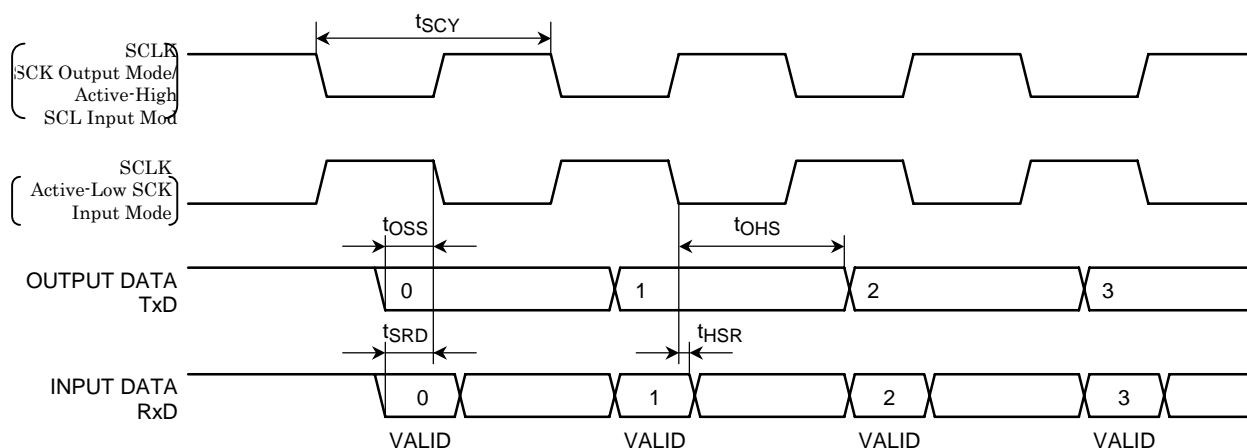 tSCY
SCLK
SCK Output Mode/
Active-High
SCL Input Mod
SCLK
Active-Low SCK
Input Mode
tOSS
tOHS
OUTPUT DATA
TxD
0
1
2
3
tSRD
tHSR
INPUT DATA
RxD
0
1
2
3
VALID
VALID
VALID
VALID